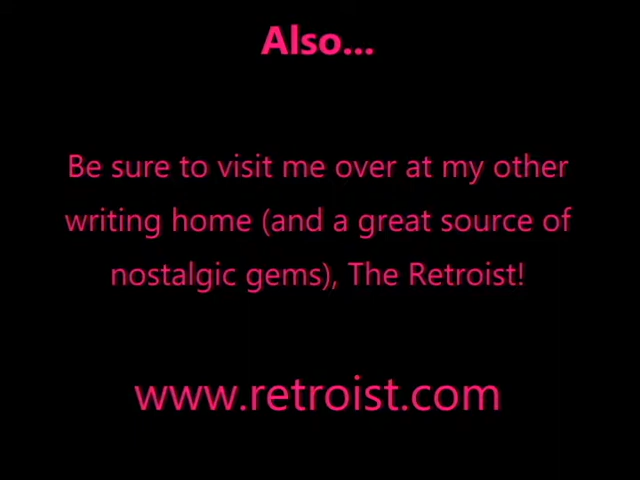 Also...
Be sure to visit me over at my other
writing home (and a great source of
nostalgic gems), The Retroist!
www.retroist.com